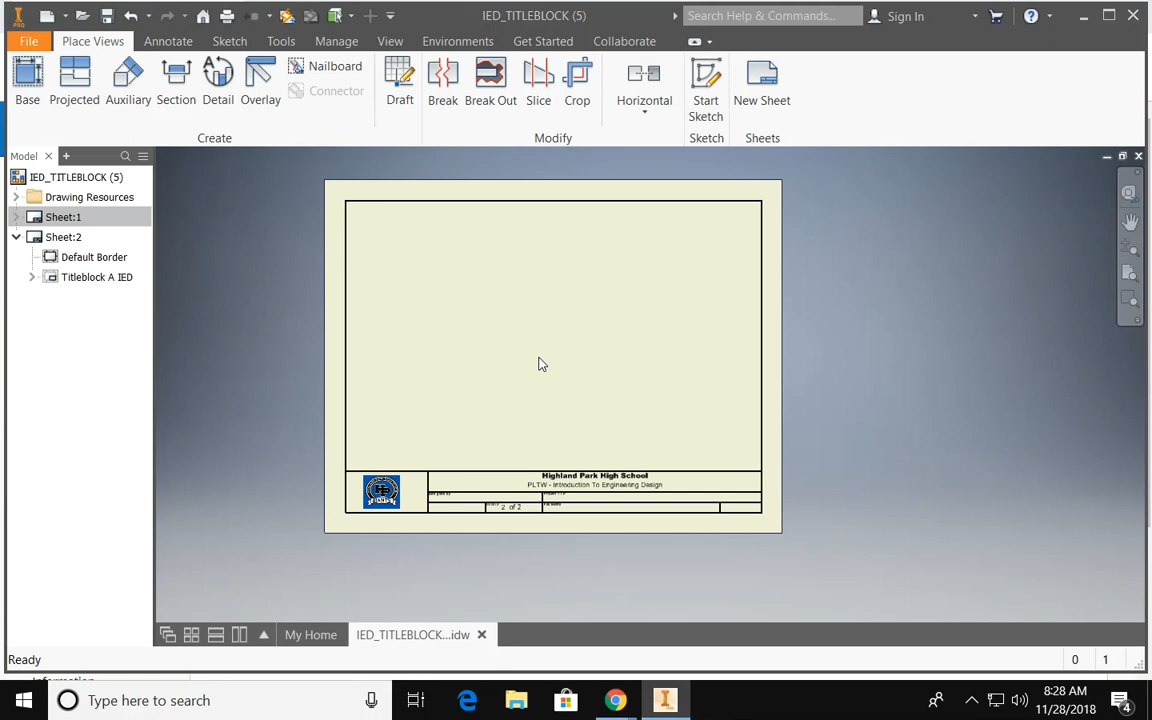 IED_TITLEBLOCK (5)
Search Help & Commands...
Sign In
PRO
File
Place Views
Annotate
Sketch
Tools
Manage
View
Environments
Get Started
Collaborate
Base
Projected
Auxiliary
Section
Detail
Overlay
Nailboard
Connector
Draft
Break
Break Out
Slice
Crop
Horizontal
Start Sketch
New Sheet
Create
Modify
Sketch
Sheets
Model
IED_TITLEBLOCK (5)
Drawing Resources
Sheet:1
Sheet:2
Default Border
Titleblock A IED
Highland Park High School
PLTW - Introduction To Engineering Design
2 of 2
My Home
IED_TITLEBLOCK...idw
Ready
0
1
Type here to search
8:28 AM
11/28/2018
4